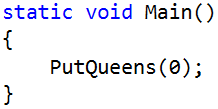 static void Main()
{
    PutQueens(0);
}